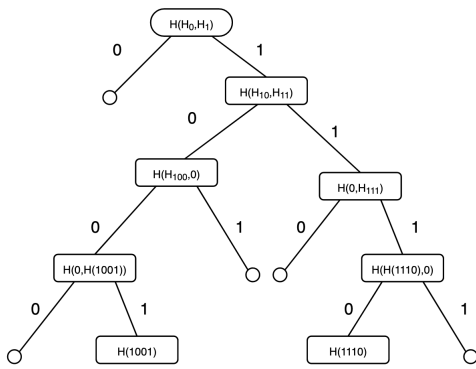 H(H₀,H₁)
0 1
H(H₁₀,H₁₁)
0 1
H(H₁₀₀,0) H(0,H₁₁₁)
0 1 0 1
H(0,H(1001)) H(H(1110),0)
0 1 0 1
H(1001) H(1110)